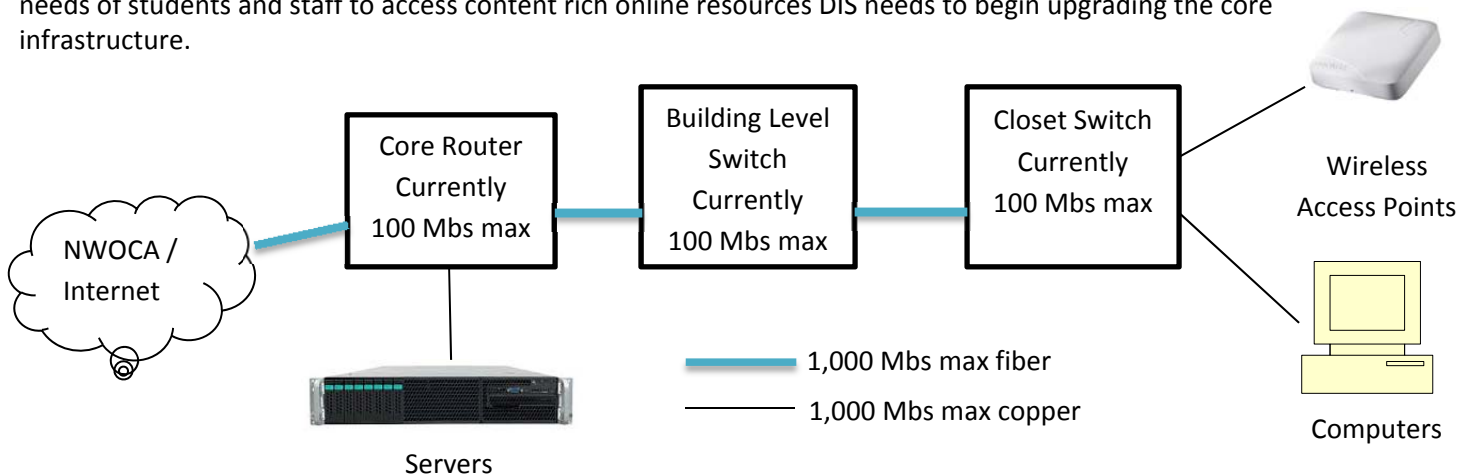 needs of students and staff to access content rich online resources DIS needs to begin upgrading the core
infrastructure.
NWOCA /
Internet
Core Router
Currently
100 Mbs max
Building Level
Switch
Currently
100 Mbs max
Closet Switch
Currently
100 Mbs max
Wireless
Access Points
Servers
1,000 Mbs max fiber
1,000 Mbs max copper
Computers